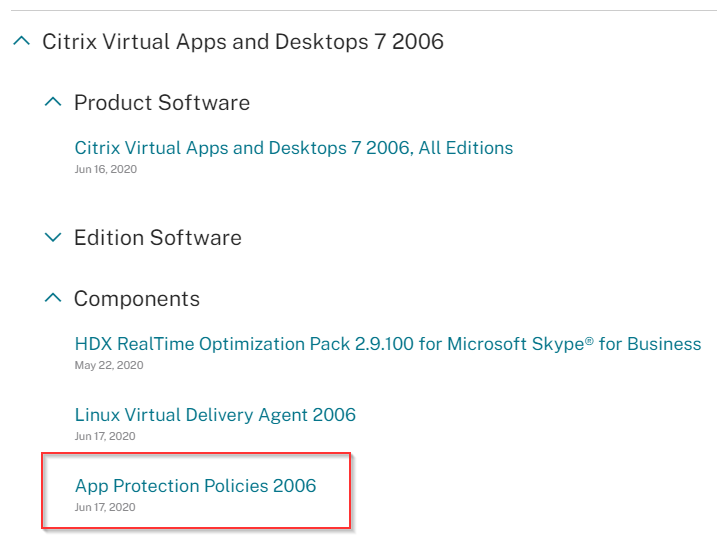 Citrix Virtual Apps and Desktops 7 2006
Product Software
Citrix Virtual Apps and Desktops 7 2006, All Editions
Jun 16, 2020
Edition Software
Components
HDX RealTime Optimization Pack 2.9.100 for Microsoft Skype® for Business
May 22, 2020
Linux Virtual Delivery Agent 2006
Jun 17, 2020
App Protection Policies 2006
Jun 17, 2020